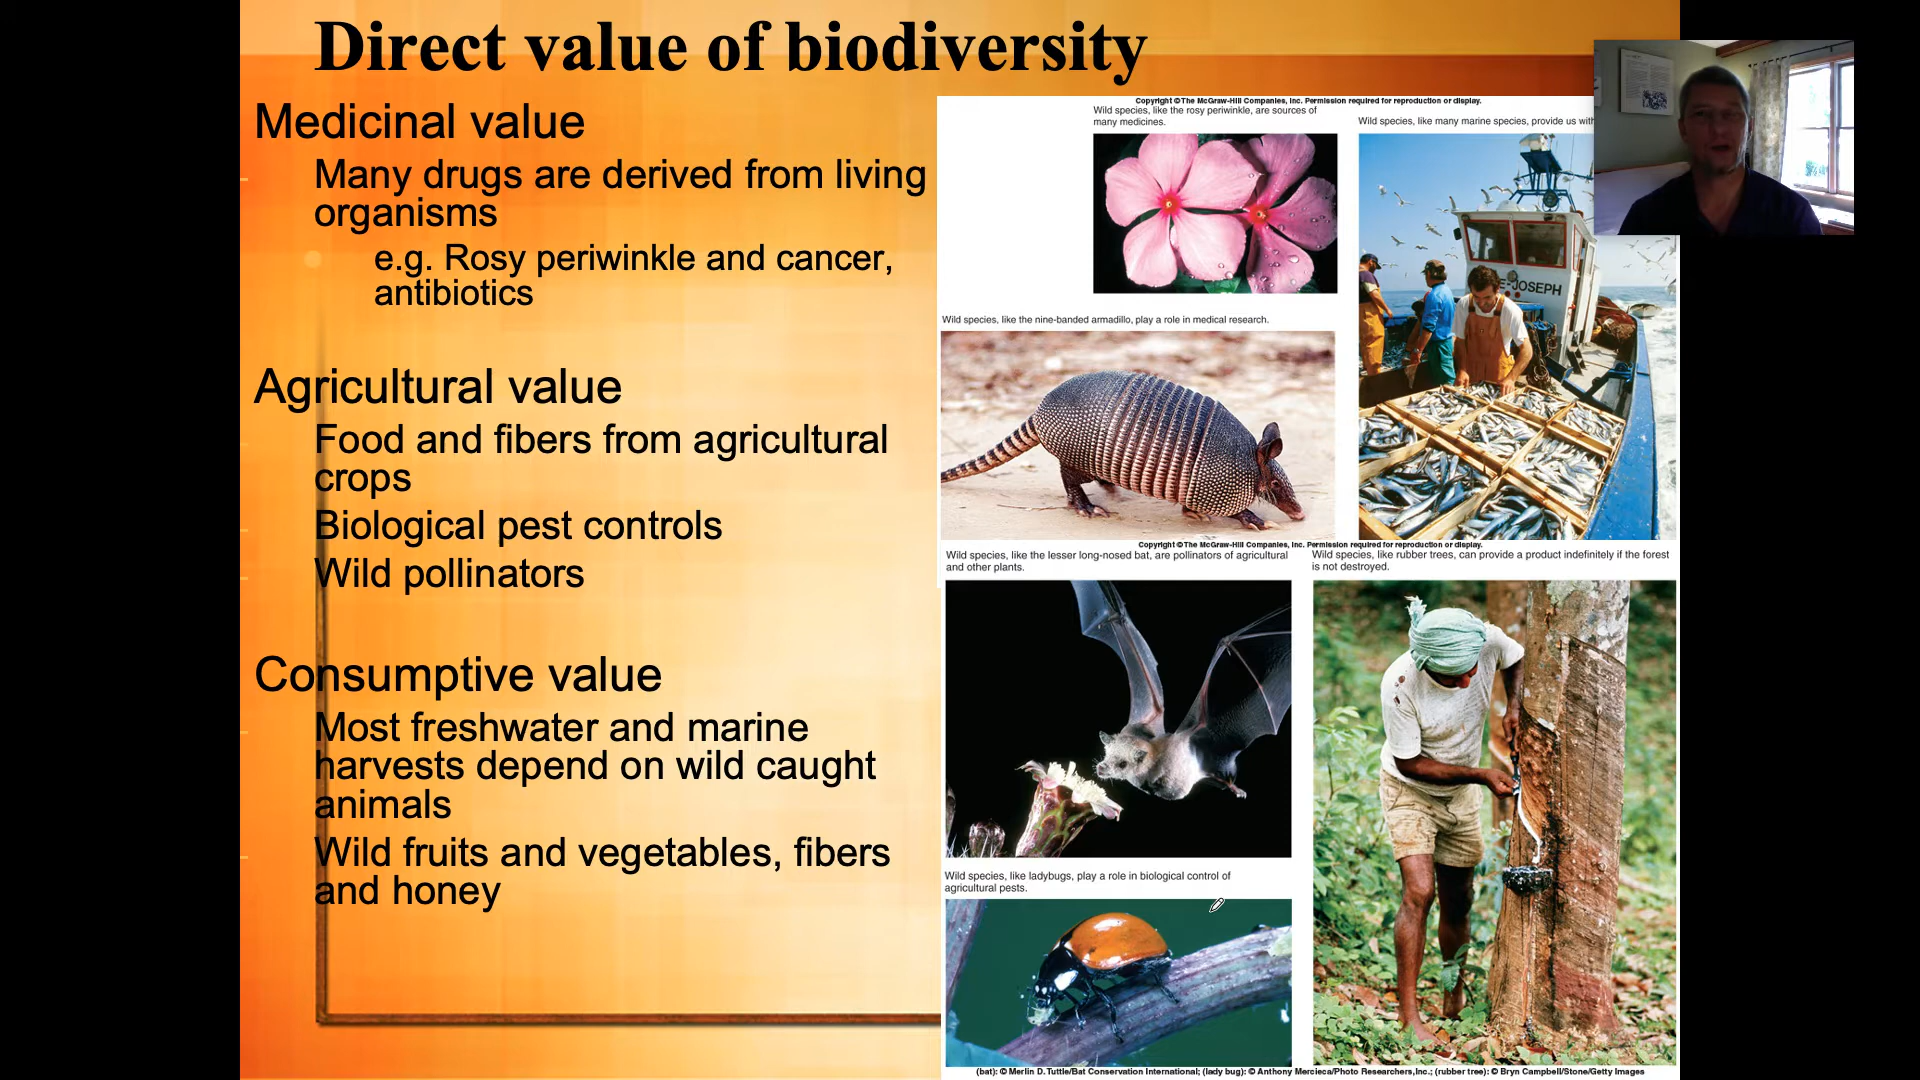 Direct value of biodiversity
Medicinal value
Many drugs are derived from living
organisms
e.g. Rosy periwinkle and cancer,
antibiotics
Agricultural value
Food and fibers from agricultural
crops
Biological pest controls
Wild pollinators
Consumptive value
Most freshwater and marine
harvests depend on wild caught
animals
Wild fruits and vegetables, fibers
and honey
Copyright © The McGraw-Hill Companies, Inc. Permission required for reproduction or display.
Wild species, like the rosy periwinkle, are sources of
many medicines.
Wild species, like many marine species, provide us with
E-JOSEPH
Wild species, like the nine-banded armadillo, play a role in medical research.
Copyright © The McGraw-Hill Companies, Inc. Permission required for reproduction or display.
Wild species, like the lesser long-nosed bat, are pollinators of agricultural
and other plants.
Wild species, like rubber trees, can provide a product indefinitely if the forest
is not destroyed.
Wild species, like ladybugs, play a role in biological control of
agricultural pests.
(bat): © Merlin D. Tuttle/Bat Conservation International; (lady bug): © Anthony Mercieca/Photo Researchers, Inc.; (rubber tree): © Bryn Campbell/Stone/Getty Images